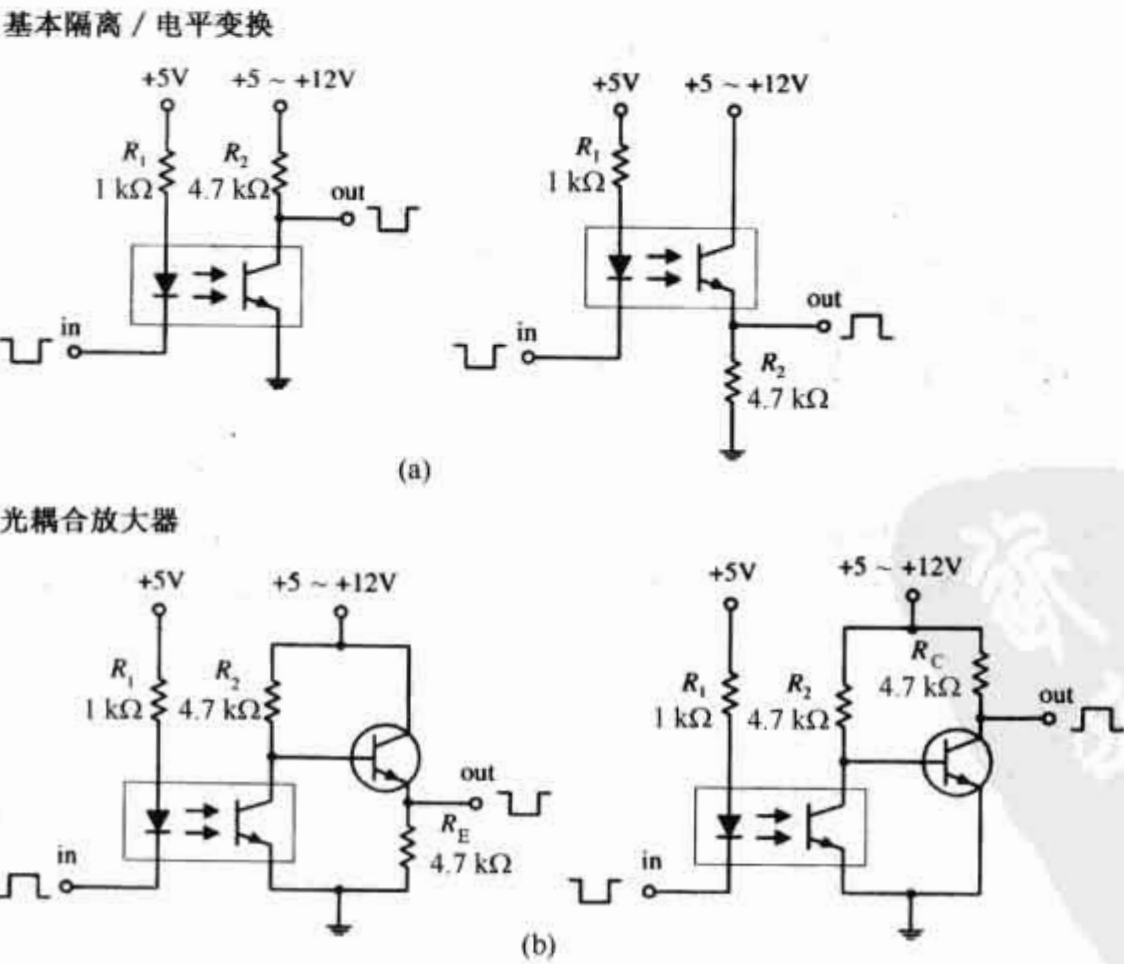 基本隔离 / 电平变换
+5V
+5 ~ +12V
R1
1 kΩ
R2
4.7 kΩ
out
in
+5V
+5 ~ +12V
R1
1 kΩ
out
in
R2
4.7 kΩ
(a)
光耦合放大器
+5V
+5 ~ +12V
R1
1 kΩ
R2
4.7 kΩ
out
RE
4.7 kΩ
in
+5V
+5 ~ +12V
R1
1 kΩ
R2
4.7 kΩ
RC
4.7 kΩ
out
in
(b)